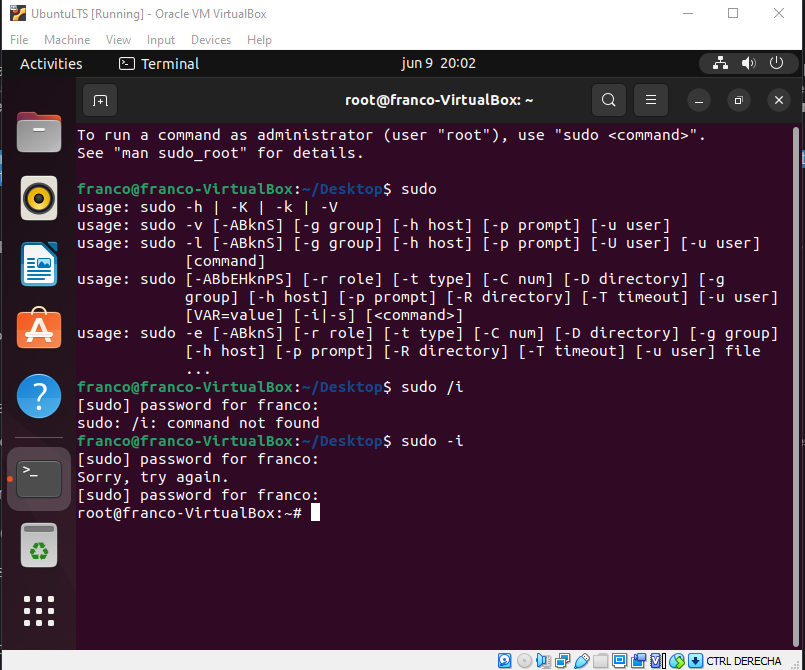 UbuntuLTS [Running] - Oracle VM VirtualBox
File Machine View Input Devices Help
Activities Terminal jun 9 20:02
root@franco-VirtualBox: ~
To run a command as administrator (user "root"), use "sudo <command>".
See "man sudo_root" for details.
franco@franco-VirtualBox:~/Desktop$ sudo
usage: sudo -h | -K | -k | -V
usage: sudo -v [-ABknS] [-g group] [-h host] [-p prompt] [-u user]
usage: sudo -l [-ABknS] [-g group] [-h host] [-p prompt] [-U user] [-u user]
[command]
usage: sudo [-ABbEHknPS] [-r role] [-t type] [-C num] [-D directory] [-g
group] [-h host] [-p prompt] [-R directory] [-T timeout] [-u user]
[VAR=value] [-i|-s] [<command>]
usage: sudo -e [-ABknS] [-r role] [-t type] [-C num] [-D directory] [-g group]
[-h host] [-p prompt] [-R directory] [-T timeout] [-u user] file
...
franco@franco-VirtualBox:~/Desktop$ sudo /i
[sudo] password for franco:
sudo: /i: command not found
franco@franco-VirtualBox:~/Desktop$ sudo -i
[sudo] password for franco:
Sorry, try again.
[sudo] password for franco:
root@franco-VirtualBox:~#
CTRL DERECHA